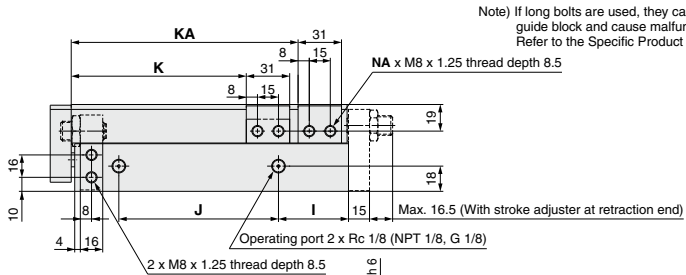 Note) If long bolts are used, they ca
guide block and cause malfun
Refer to the Specific Product
KA
31
8
15
K
31
NA x M8 x 1.25 thread depth 8.5
8
15
19
16
10
18
8
J
I
15
Max. 16.5 (With stroke adjuster at retraction end)
4
16
Operating port 2 x Rc 1/8 (NPT 1/8, G 1/8)
2 x M8 x 1.25 thread depth 8.5
h6